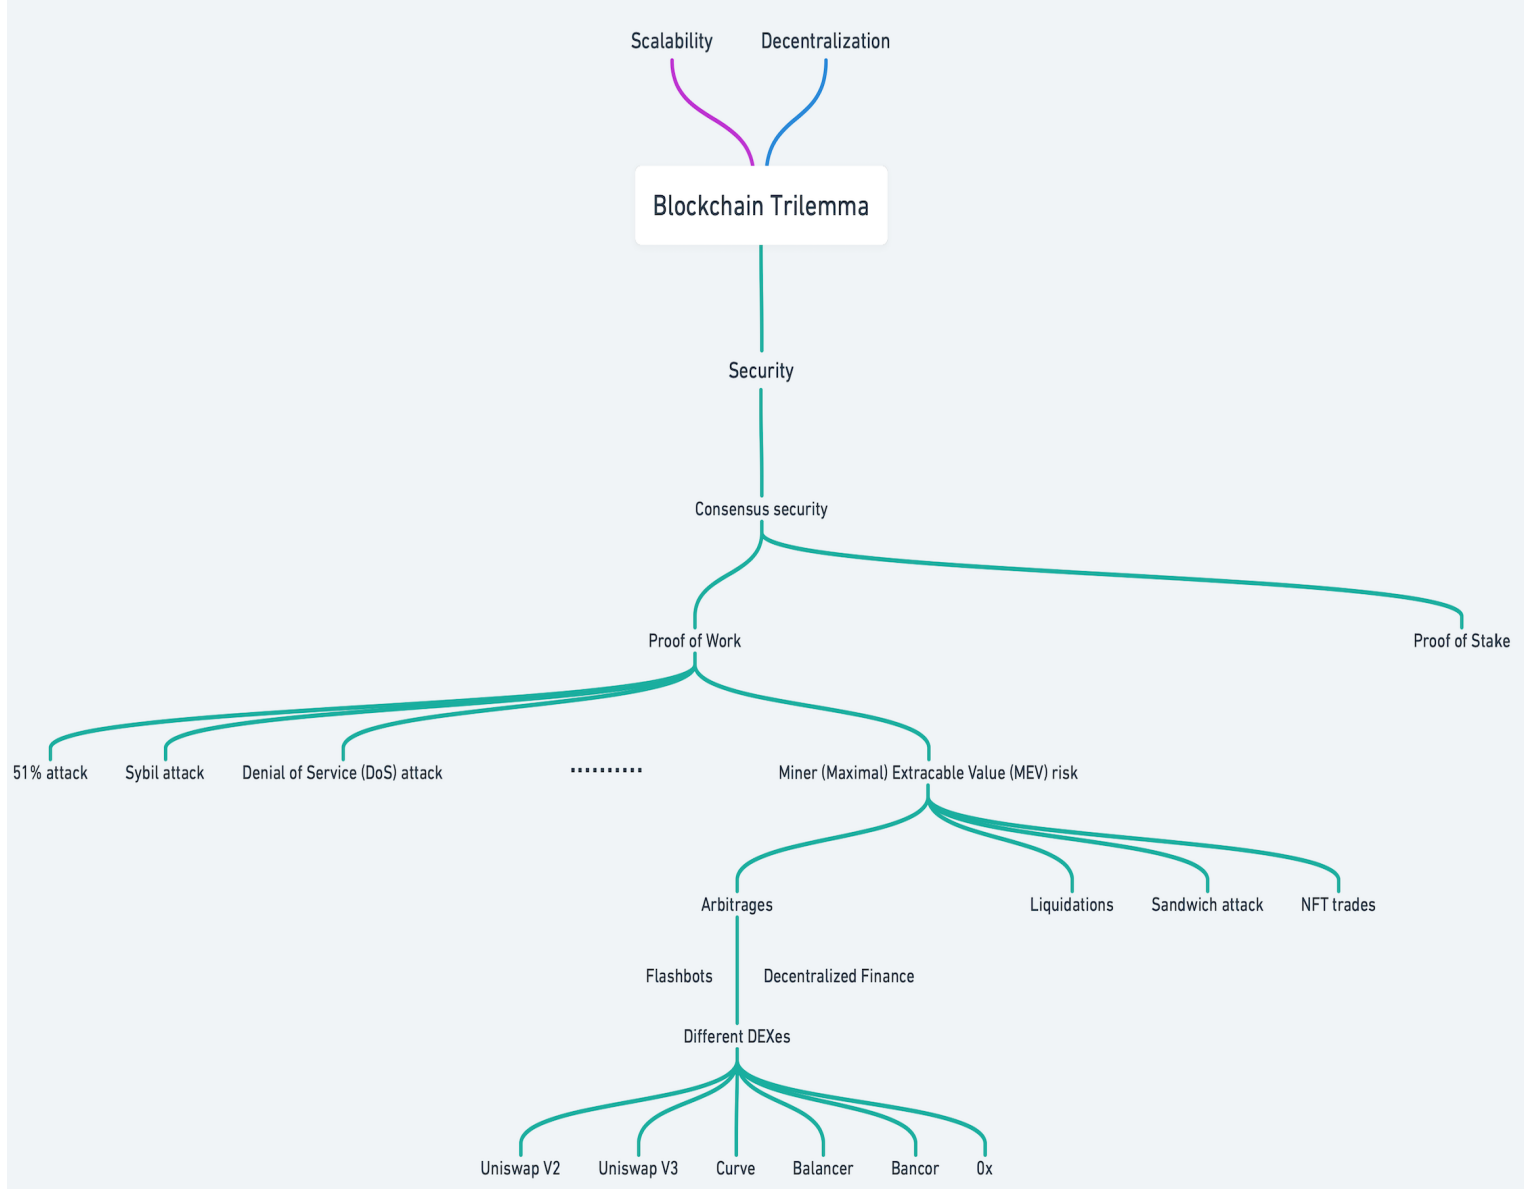 Scalability
Decentralization
Blockchain Trilemma
Security
Consensus security
Proof of Work
Proof of Stake
51% attack
Sybil attack
Denial of Service (DoS) attack
..........
Miner (Maximal) Extracable Value (MEV) risk
Arbitrages
Liquidations
Sandwich attack
NFT trades
Flashbots
Decentralized Finance
Different DEXes
Uniswap V2
Uniswap V3
Curve
Balancer
Bancor
0x